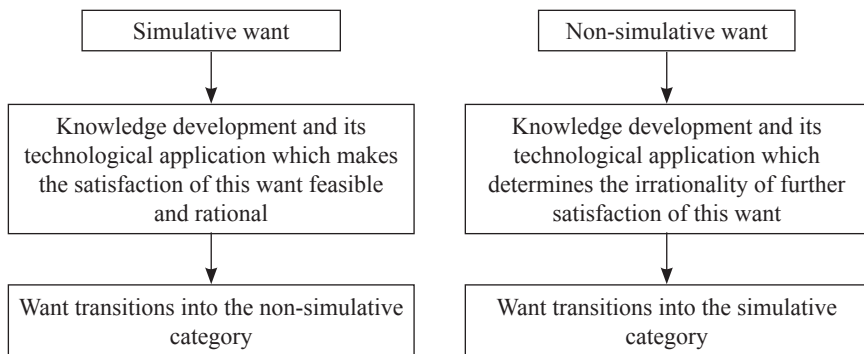 Simulative want
Knowledge development and its
technological application which makes
the satisfaction of this want feasible
and rational
Want transitions into the non-simulative
category
Non-simulative want
Knowledge development and its
technological application which
determines the irrationality of further
satisfaction of this want
Want transitions into the simulative
category